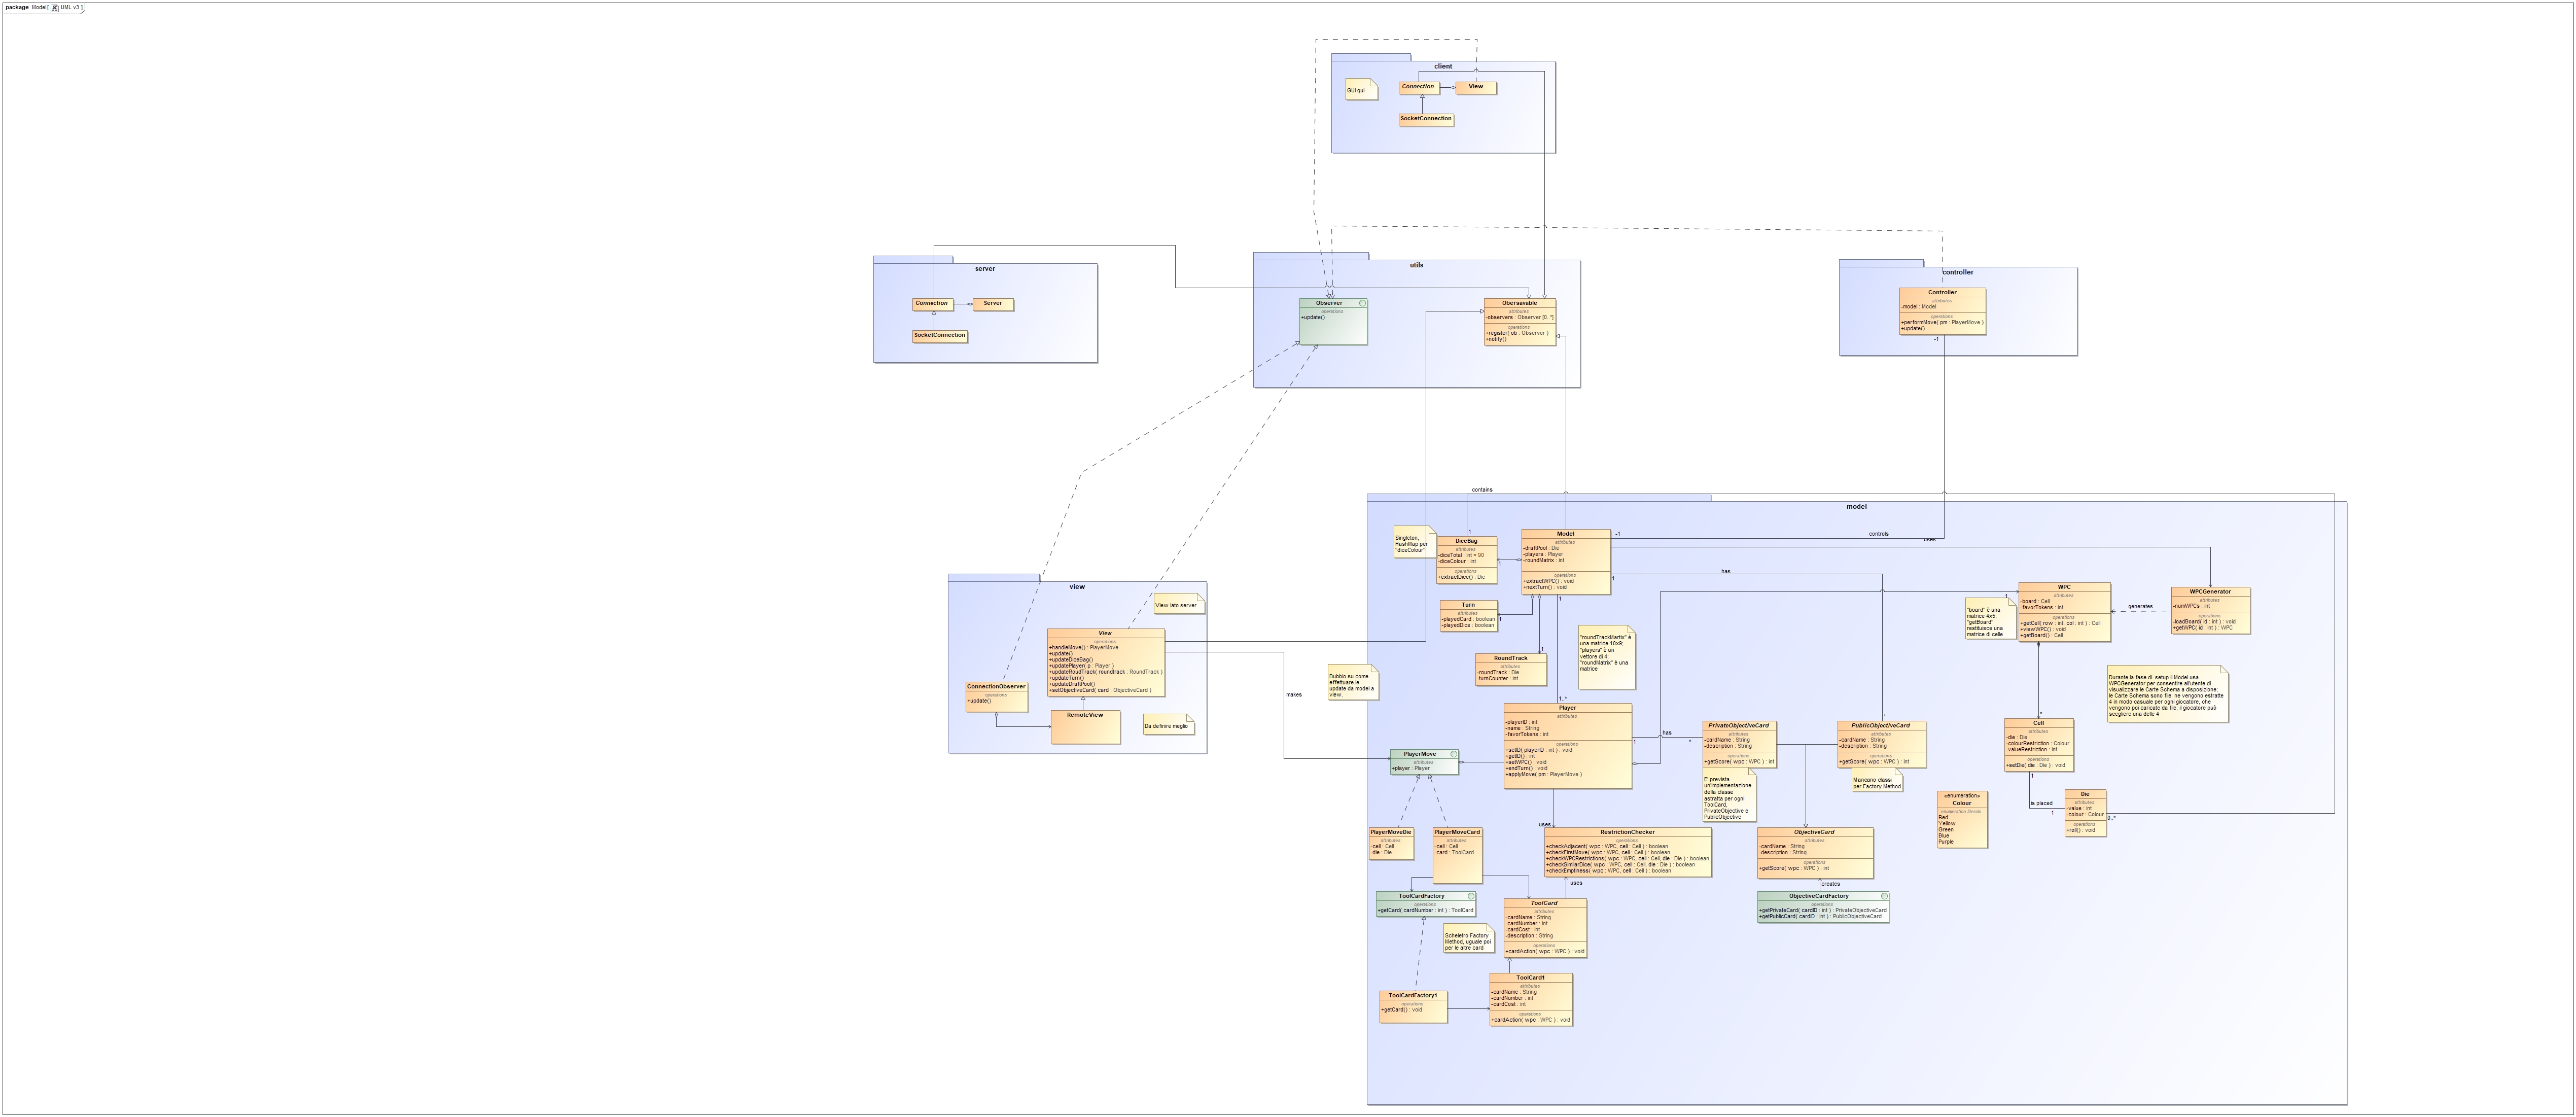 package Model[ UML v3 ]
client
GUI qui
Connection
View
SocketConnection
server
Connection
Server
SocketConnection
utils
Observer
operations
+update()
Obersavable
attributes
-observers : Observer [0..*]
operations
+register( ob : Observer )
+notify()
controller
Controller
attributes
-model : Model
operations
+performMove( pm : PlayerMove )
+update()
-1
view
View lato server
View
operations
+handleMove() : PlayerMove
+update()
+updateDiceBag()
+updatePlayer( p : Player )
+updateRoudTrack( roundtrack : RoundTrack )
+updateTurn()
+updateDraftPool()
+setObjectiveCard( card : ObjectiveCard )
ConnectionObserver
operations
+update()
RemoteView
Da definire meglio
makes
Dubbio su come
effettuare le
update da model a
view.
contains
model
Singleton,
HashMap per
"diceColour"
1
DiceBag
attributes
-diceTotal : int = 90
-diceColour : int
operations
+extractDice() : Die
1
Model
attributes
-draftPool : Die
-players : Player
-roundMatrix : int
operations
+extractWPC() : void
+nextTurn() : void
-1
controls
uses
1
has
1
Turn
attributes
-playedCard : boolean
-playedDice : boolean
1
RoundTrack
attributes
-roundTrack : Die
-turnCounter : int
1
"roundTrackMartix" è
una matrice 10x9;
"players" è un
vettore di 4;
"roundMatrix" è una
matrice
1..*
Player
attributes
-playerID : int
-name : String
-favorTokens : int
operations
+setID( playerID : int ) : void
+getID() : int
+setWPC() : void
+endTurn() : void
+applyMove( pm : PlayerMove )
1
has
*
PrivateObjectiveCard
attributes
-cardName : String
-description : String
operations
+getScore( wpc : WPC ) : int
E' prevista
un'implementazione
della classe
astratta per ogni
ToolCard,
PrivateObjective e
PublicObjective
*
PublicObjectiveCard
attributes
-cardName : String
-description : String
operations
+getScore( wpc : WPC ) : int
Mancano classi
per Factory Method
"board" è una
matrice 4x5;
"getBoard"
restituisce una
matrice di celle
1
WPC
attributes
-board : Cell
-favorTokens : int
operations
+getCell( row : int, col : int ) : Cell
+viewWPC() : void
+getBoard() : Cell
generates
WPCGenerator
attributes
-numWPCs : int
operations
-loadBoard( id : int ) : void
+getWPC( id : int ) : WPC
Durante la fase di setup il Model usa
WPCGenerator per consentire all'utente di
visualizzare le Carte Schema a disposizione;
le Carte Schema sono file: ne vengono estratte
4 in modo casuale per ogni giocatore, che
vengono poi caricate da file; il giocatore può
scegliere una delle 4
*
Cell
attributes
-die : Die
-colourRestriction : Colour
-valueRestriction : int
operations
+setDie( die : Die ) : void
1
is placed
1
Die
attributes
-value : int
-colour : Colour
operations
+roll() : void
0..*
«enumeration»
Colour
enumeration literals
Red
Yellow
Green
Blue
Purple
PlayerMove
attributes
+player : Player
PlayerMoveDie
attributes
-cell : Cell
-die : Die
PlayerMoveCard
attributes
-cell : Cell
-card : ToolCard
uses
RestrictionChecker
operations
+checkAdjacent( wpc : WPC, cell : Cell ) : boolean
+checkFirstMove( wpc : WPC, cell : Cell ) : boolean
+checkWPCRestrictions( wpc : WPC, cell : Cell, die : Die ) : boolean
+checkSimilarDice( wpc : WPC, cell : Cell, die : Die ) : boolean
+checkEmptiness( wpc : WPC, cell : Cell ) : boolean
uses
ObjectiveCard
attributes
-cardName : String
-description : String
operations
+getScore( wpc : WPC ) : int
creates
ObjectiveCardFactory
operations
+getPrivateCard( cardID : int ) : PrivateObjectiveCard
+getPublicCard( cardID : int ) : PublicObjectiveCard
ToolCardFactory
operations
+getCard( cardNumber : int ) : ToolCard
Scheletro Factory
Method, uguale poi
per le altre card
ToolCard
attributes
-cardName : String
-cardNumber : int
-cardCost : int
-description : String
operations
+cardAction( wpc : WPC ) : void
ToolCardFactory1
operations
+getCard() : void
ToolCard1
attributes
-cardName : String
-cardNumber : int
-cardCost : int
operations
+cardAction( wpc : WPC ) : void